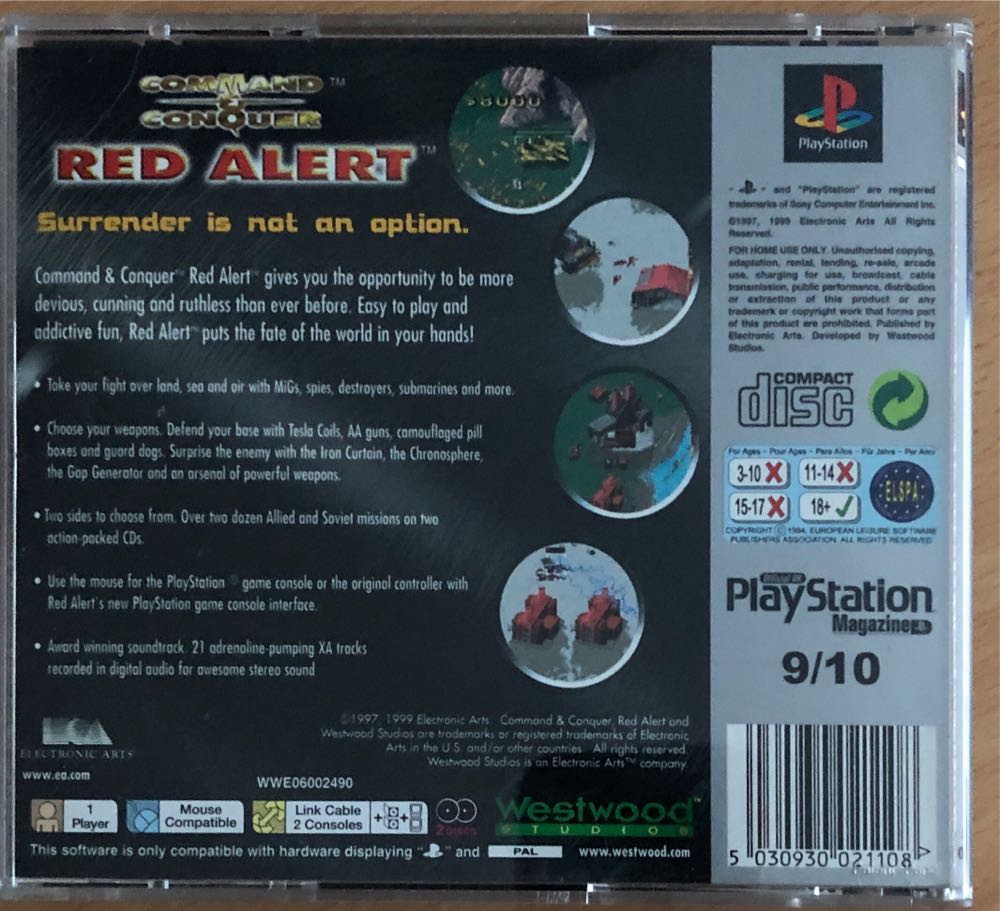 COMMAND™
&
CONQUER
RED ALERT™
Surrender is not an option.
Command & Conquer™ Red Alert™ gives you the opportunity to be more
devious, cunning and ruthless than ever before. Easy to play and
addictive fun, Red Alert™ puts the fate of the world in your hands!
• Take your fight over land, sea and air with MiGs, spies, destroyers, submarines and more.
• Choose your weapons. Defend your base with Tesla Coils, AA guns, camouflaged pill
boxes and guard dogs. Surprise the enemy with the Iron Curtain, the Chronosphere,
the Gap Generator and an arsenal of powerful weapons.
• Two sides to choose from. Over two dozen Allied and Soviet missions on two
action-packed CDs.
• Use the mouse for the PlayStation® game console or the original controller with
Red Alert's new PlayStation game console interface.
• Award winning soundtrack. 21 adrenaline-pumping XA tracks
recorded in digital audio for awesome stereo sound
$8000
©1997, 1999 Electronic Arts. Command & Conquer, Red Alert and
Westwood Studios are trademarks or registered trademarks of Electronic
Arts in the U.S. and/or other countries. All rights reserved.
Westwood Studios is an Electronic Arts™ company.
ELECTRONIC ARTS
www.ea.com
WWE06002490
1
Player
Mouse
Compatible
Link Cable
2 Consoles
2 Discs
Westwood™
STUDIOS
This software is only compatible with hardware displaying " " and PAL www.westwood.com
PlayStation
" " and "PlayStation" are registered
trademarks of Sony Computer Entertainment Inc.
©1997, 1999 Electronic Arts All Rights
Reserved.
FOR HOME USE ONLY. Unauthorised copying,
adaptation, rental, lending, re-sale, arcade
use, charging for use, broadcast, cable
transmission, public performance, distribution
or extraction of this product or any
trademark or copyright work that forms part
of this product are prohibited. Published by
Electronic Arts. Developed by Westwood
Studios.
COMPACT
disc
For Ages - Pour Ages - Para Años - Für Jahre - Per Anni
3-10 11-14
15-17 18+
ELSPA
COPYRIGHT © 1994, EUROPEAN LEISURE SOFTWARE
PUBLISHERS ASSOCIATION. ALL RIGHTS RESERVED
Official UK
PlayStation
Magazine
9/10
5 030930 021108 >